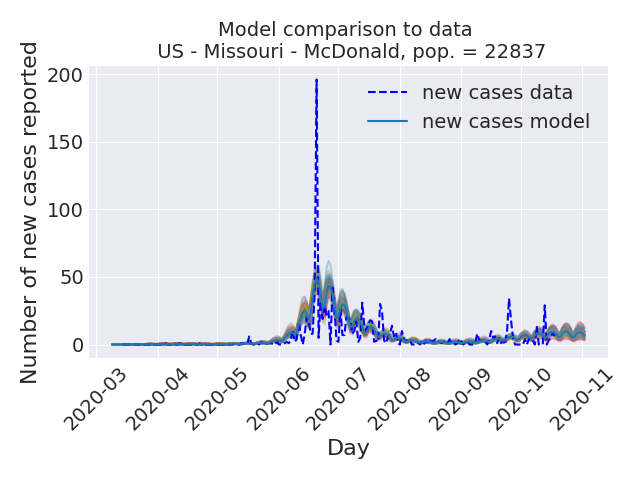 Model comparison to data
US - Missouri - McDonald, pop. = 22837
Number of new cases reported
200
150
100
50
0
new cases data
new cases model
2020-03
2020-04
2020-05
2020-06
2020-07
2020-08
2020-09
2020-10
2020-11
Day